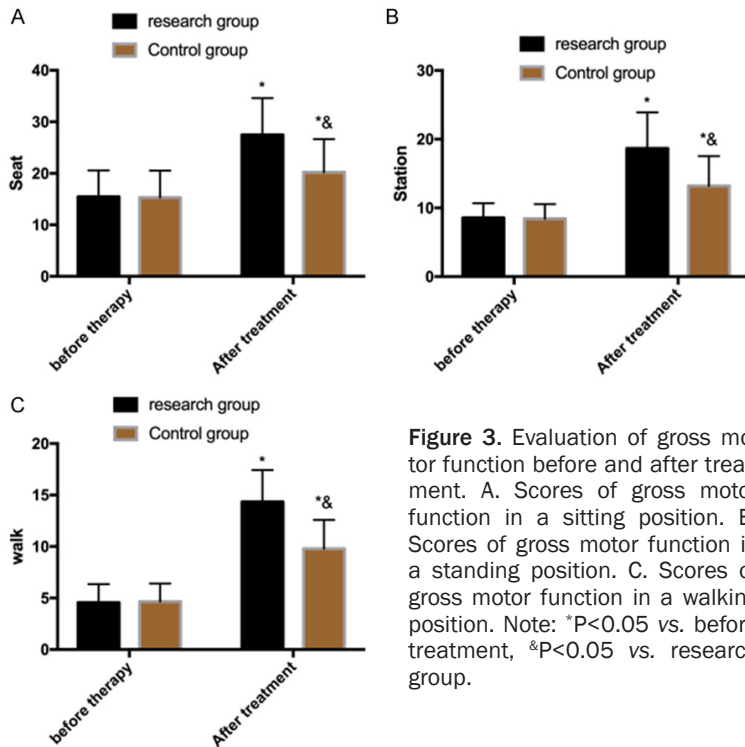 A
research group
Control group
Seat
40
30
20
10
0
*
*&
before therapy
After treatment
B
research group
Control group
Station
30
20
10
0
*
*&
before therapy
After treatment
C
research group
Control group
walk
20
15
10
5
0
*
*&
before therapy
After treatment
Figure 3. Evaluation of gross mo
tor function before and after trea
ment. A. Scores of gross moto
function in a sitting position. B
Scores of gross motor function i
a standing position. C. Scores o
gross motor function in a walkin
position. Note: *P<0.05 vs. befor
treatment, &P<0.05 vs. researc
group.